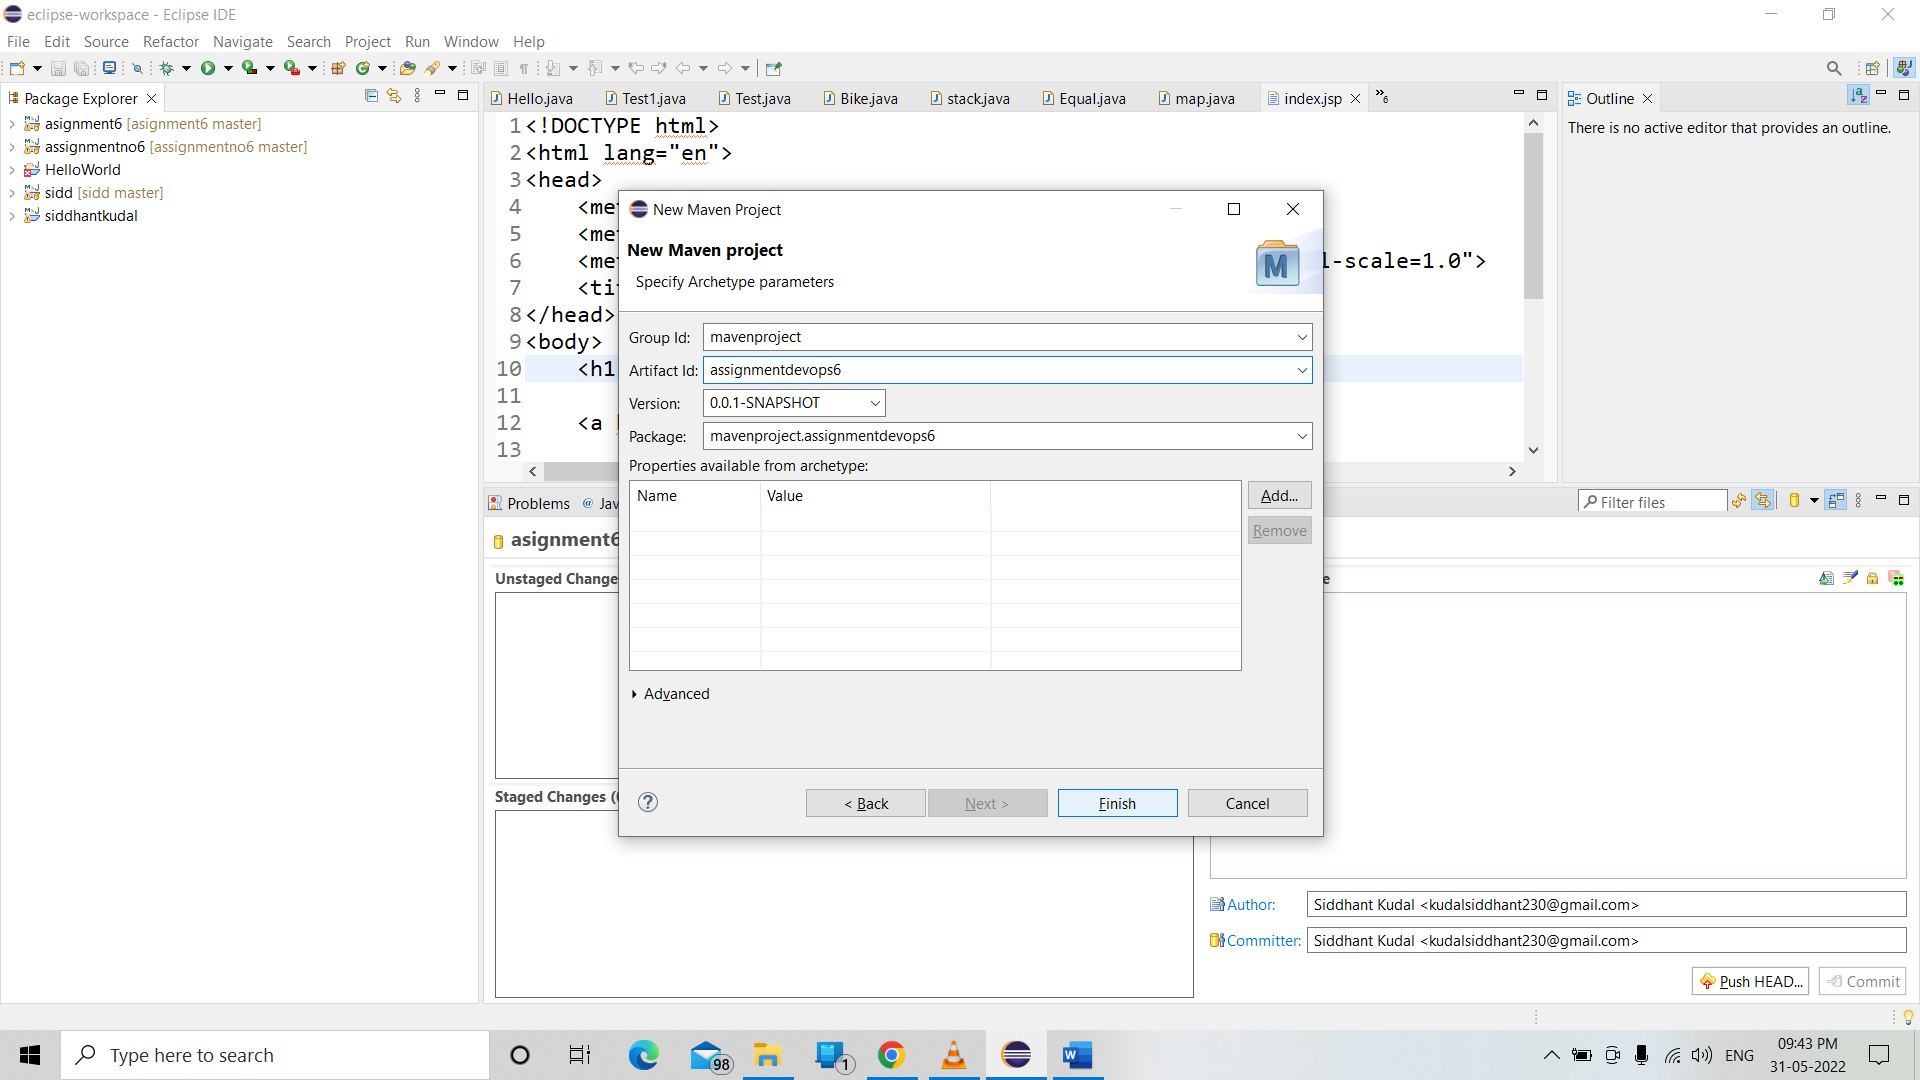 eclipse-workspace - Eclipse IDE
File Edit Source Refactor Navigate Search Project Run Window Help
Package Explorer
asignment6 [asignment6 master]
assignmentno6 [assignmentno6 master]
HelloWorld
sidd [sidd master]
siddhantkudal
Hello.java Test1.java Test.java Bike.java stack.java Equal.java map.java index.jsp »6
1 <!DOCTYPE html>
2 <html lang="en">
3 <head>
4 <me
5 <me
6 <me l-scale=1.0">
7 <ti
8 </head>
9 <body>
10 <h1
11
12 <a
13
Outline
There is no active editor that provides an outline.
New Maven Project
New Maven project
Specify Archetype parameters
M
Group Id: mavenproject
Artifact Id: assignmentdevops6
Version: 0.0.1-SNAPSHOT
Package: mavenproject.assignmentdevops6
Properties available from archetype:
Name Value
Add...
Remove
Advanced
< Back Next > Finish Cancel
Problems @ Jav
Filter files
asignment6
Unstaged Change
Staged Changes (
e
Author: Siddhant Kudal <kudalsiddhant230@gmail.com>
Committer: Siddhant Kudal <kudalsiddhant230@gmail.com>
Push HEAD... Commit
Type here to search
98
1
ENG
09:43 PM
31-05-2022